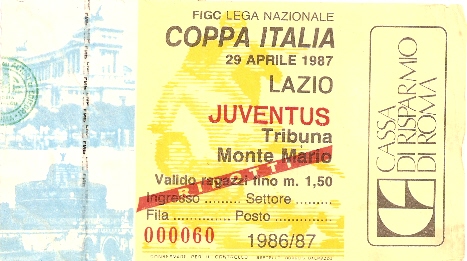 FIGC LEGA NAZIONALE
COPPA ITALIA
29 APRILE 1987
LAZIO
JUVENTUS
Tribuna
Monte Mario
Valido ragazzi fino m. 1,50
Ingresso ......... Settore .........
Fila .............. Posto ..............
000060 1986/87
CASSA
DI RISPARMIO
DI ROMA